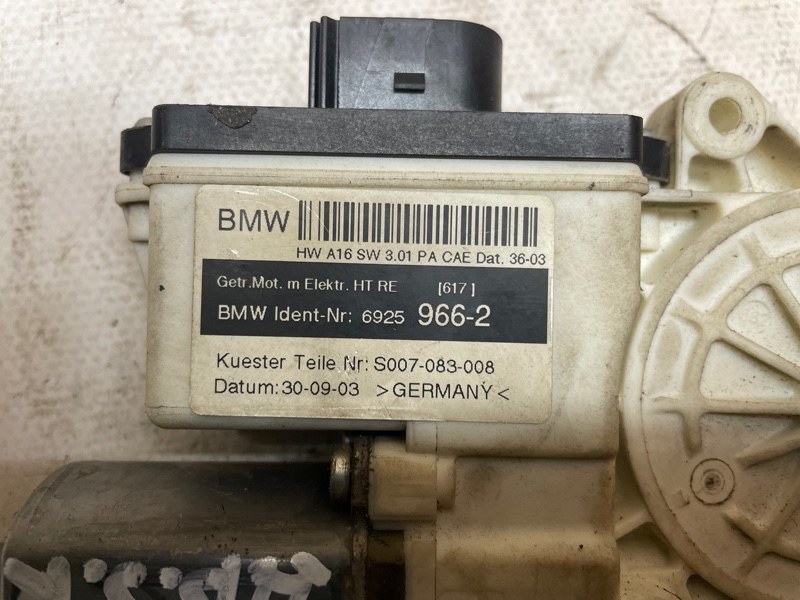 BMW
HW A16 SW 3.01 PA CAE Dat. 36-03
Getr.Mot. m Elektr. HT RE [617]
BMW Ident-Nr: 6925 966-2
Kuester Teile Nr: S007-083-008
Datum: 30-09-03 >GERMANY<